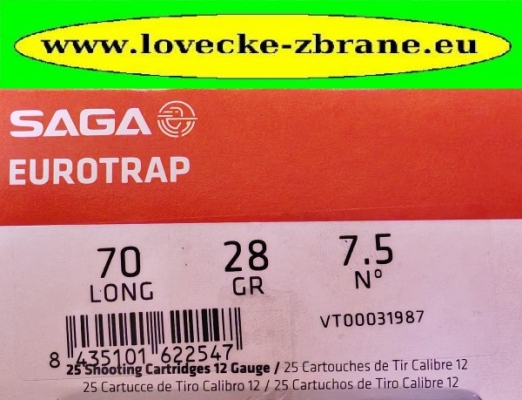 www.lovecke-zbrane.eu
SAGA
EUROTRAP
70 28 7.5
LONG GR N°
VT00031987
8 435101 622547
25 Shooting Cartridges 12 Gauge / 25 Cartouches de Tir Calibre 12
25 Cartucce de Tiro Calibro 12 / 25 Cartuchos de Tiro Calibre 12